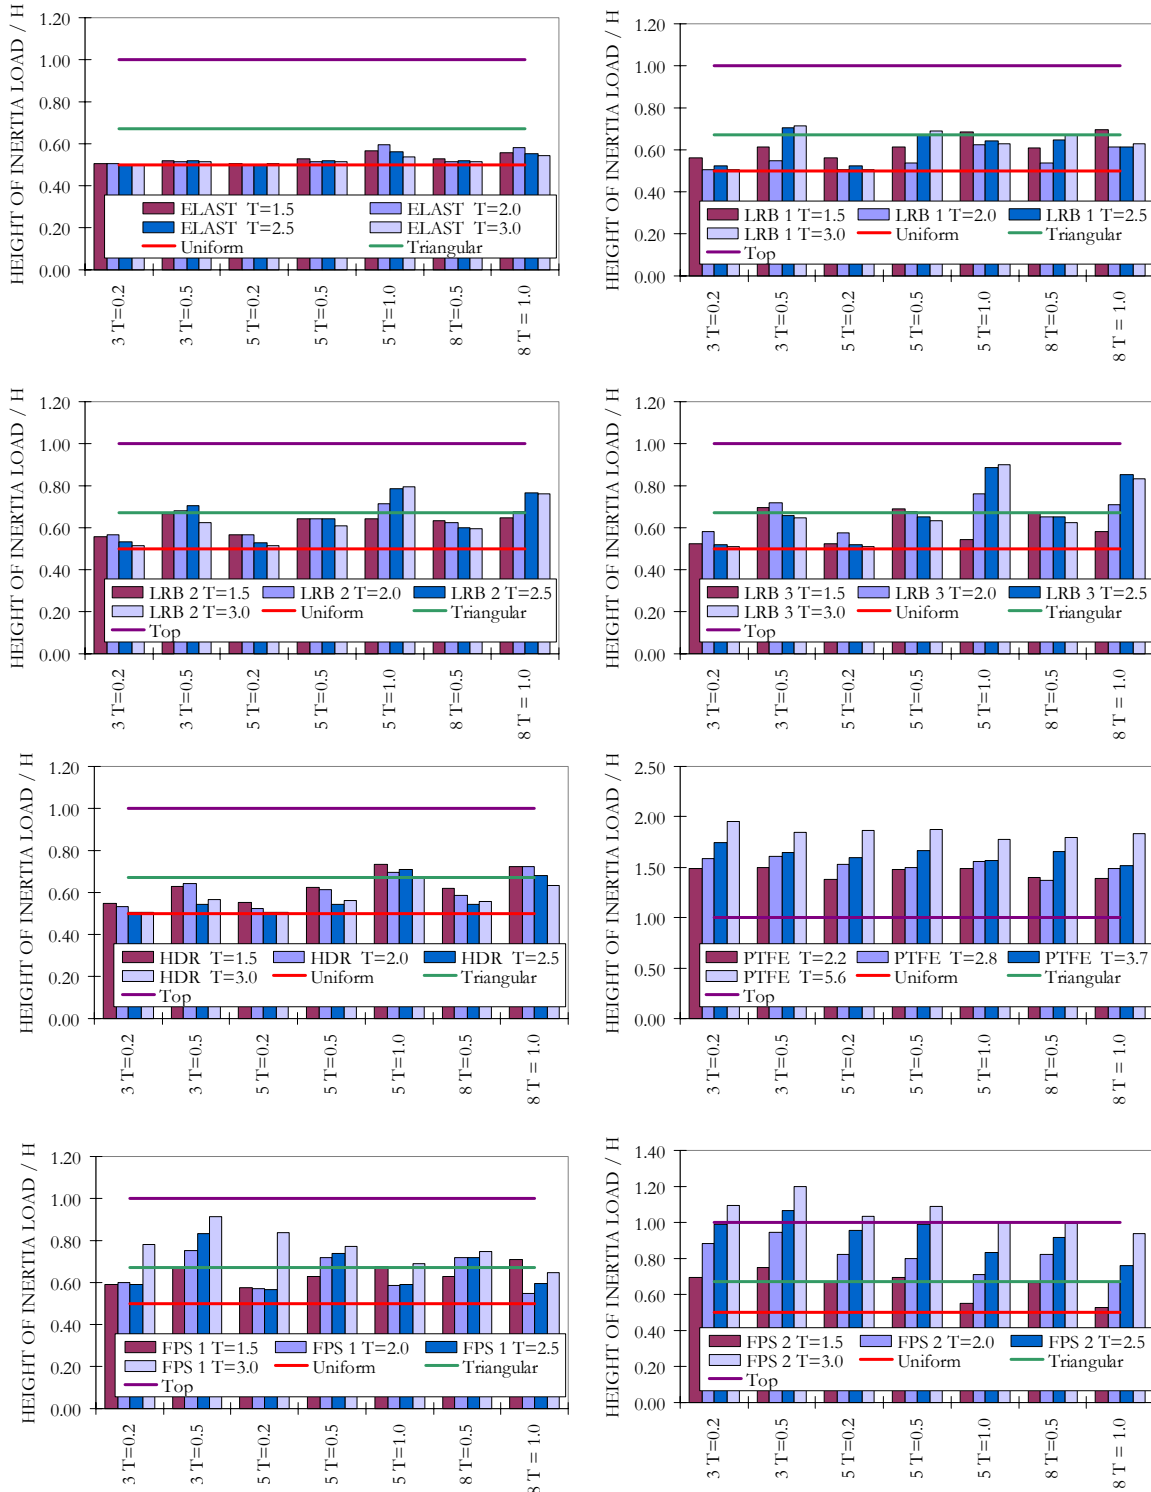 HEIGHT OF INERTIA LOAD / H
1.20
1.00
0.80
0.60
0.40
0.20
0.00
ELAST T=1.5 ELAST T=2.0
ELAST T=2.5 ELAST T=3.0
Uniform Triangular
3 T=0.2
3 T=0.5
5 T=0.2
5 T=0.5
5 T=1.0
8 T=0.5
8 T = 1.0
HEIGHT OF INERTIA LOAD / H
1.20
1.00
0.80
0.60
0.40
0.20
0.00
LRB 1 T=1.5 LRB 1 T=2.0 LRB 1 T=2.5
LRB 1 T=3.0 Uniform Triangular
Top
3 T=0.2
3 T=0.5
5 T=0.2
5 T=0.5
5 T=1.0
8 T=0.5
8 T = 1.0
HEIGHT OF INERTIA LOAD / H
1.20
1.00
0.80
0.60
0.40
0.20
0.00
LRB 2 T=1.5 LRB 2 T=2.0 LRB 2 T=2.5
LRB 2 T=3.0 Uniform Triangular
Top
3 T=0.2
3 T=0.5
5 T=0.2
5 T=0.5
5 T=1.0
8 T=0.5
8 T = 1.0
HEIGHT OF INERTIA LOAD / H
1.20
1.00
0.80
0.60
0.40
0.20
0.00
LRB 3 T=1.5 LRB 3 T=2.0 LRB 3 T=2.5
LRB 3 T=3.0 Uniform Triangular
Top
3 T=0.2
3 T=0.5
5 T=0.2
5 T=0.5
5 T=1.0
8 T=0.5
8 T = 1.0
HEIGHT OF INERTIA LOAD / H
1.20
1.00
0.80
0.60
0.40
0.20
0.00
HDR T=1.5 HDR T=2.0 HDR T=2.5
HDR T=3.0 Uniform Triangular
Top
3 T=0.2
3 T=0.5
5 T=0.2
5 T=0.5
5 T=1.0
8 T=0.5
8 T = 1.0
HEIGHT OF INERTIA LOAD / H
2.50
2.00
1.50
1.00
0.50
0.00
PTFE T=2.2 PTFE T=2.8 PTFE T=3.7
PTFE T=5.6 Uniform Triangular
Top
3 T=0.2
3 T=0.5
5 T=0.2
5 T=0.5
5 T=1.0
8 T=0.5
8 T = 1.0
HEIGHT OF INERTIA LOAD / H
1.20
1.00
0.80
0.60
0.40
0.20
0.00
FPS 1 T=1.5 FPS 1 T=2.0 FPS 1 T=2.5
FPS 1 T=3.0 Uniform Triangular
Top
3 T=0.2
3 T=0.5
5 T=0.2
5 T=0.5
5 T=1.0
8 T=0.5
8 T = 1.0
HEIGHT OF INERTIA LOAD / H
1.40
1.20
1.00
0.80
0.60
0.40
0.20
0.00
FPS 2 T=1.5 FPS 2 T=2.0 FPS 2 T=2.5
FPS 2 T=3.0 Uniform Triangular
Top
3 T=0.2
3 T=0.5
5 T=0.2
5 T=0.5
5 T=1.0
8 T=0.5
8 T = 1.0